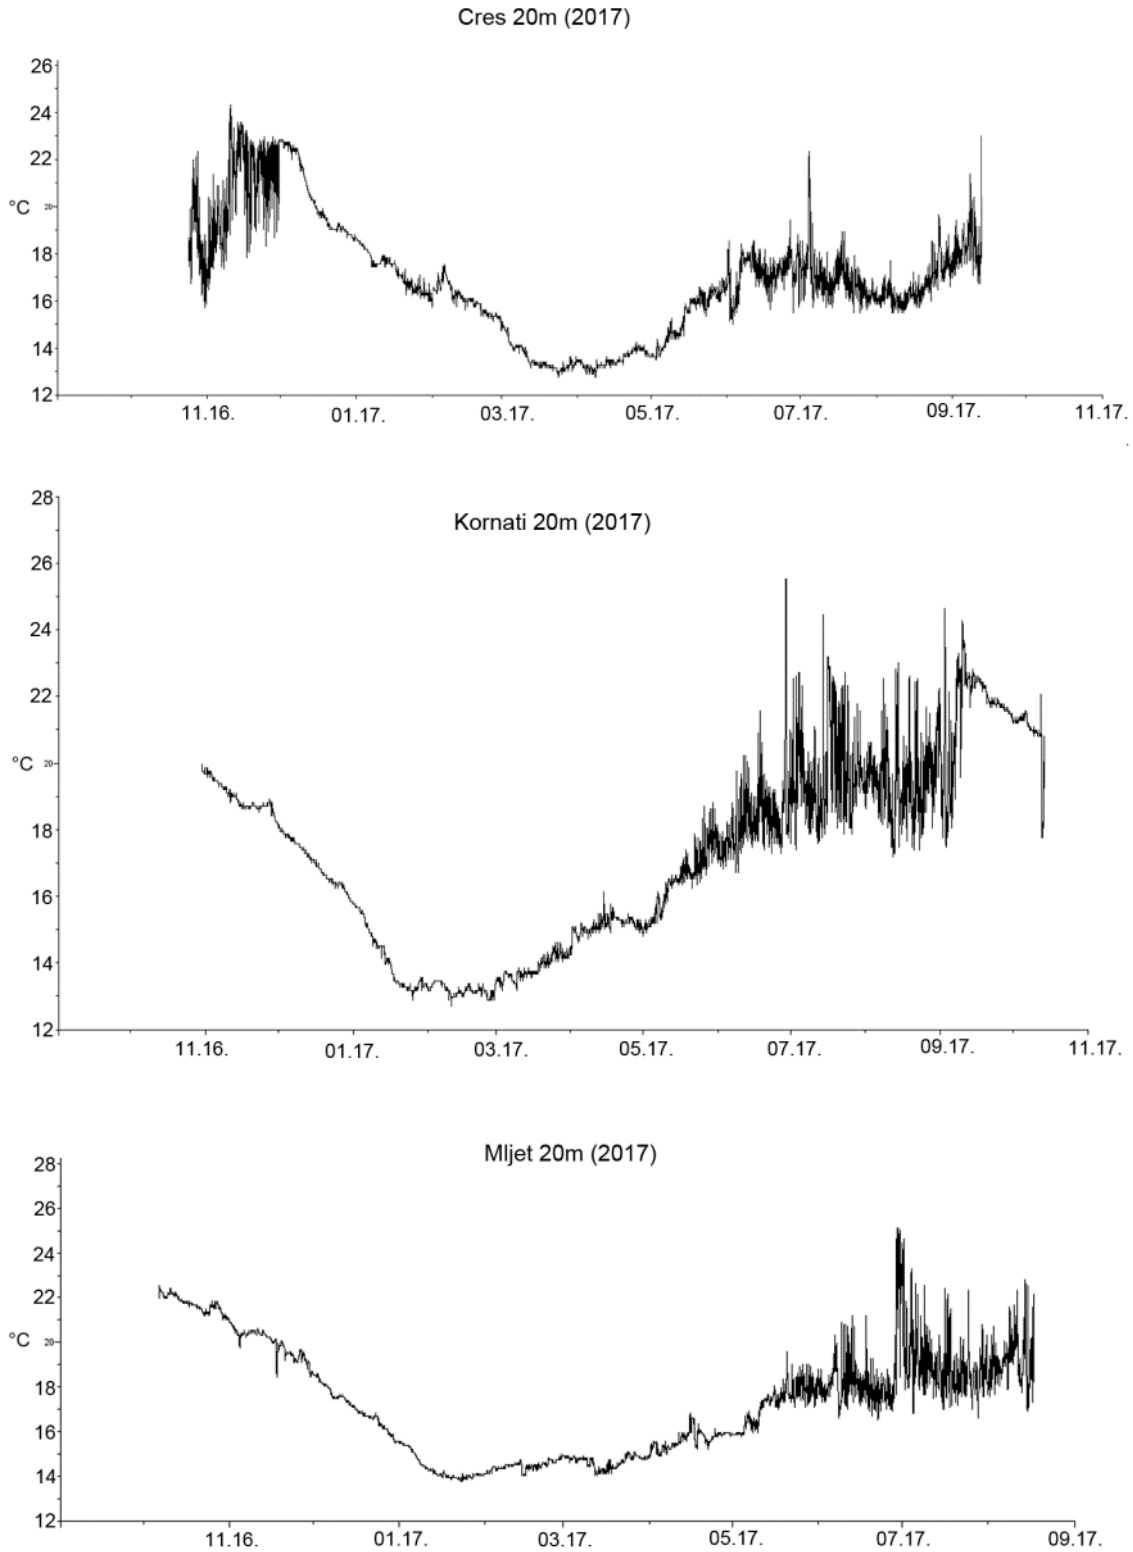 Cres 20m (2017)
26
24
22
°C 20
18
16
14
12
11.16. 01.17. 03.17. 05.17. 07.17. 09.17. 11.17.
28
Kornati 20m (2017)
26
24
22
°C 20
18
16
14
12
11.16. 01.17. 03.17. 05.17. 07.17. 09.17. 11.17.
Mljet 20m (2017)
28
26
24
22
°C 20
18
16
14
12
11.16. 01.17. 03.17. 05.17. 07.17. 09.17.